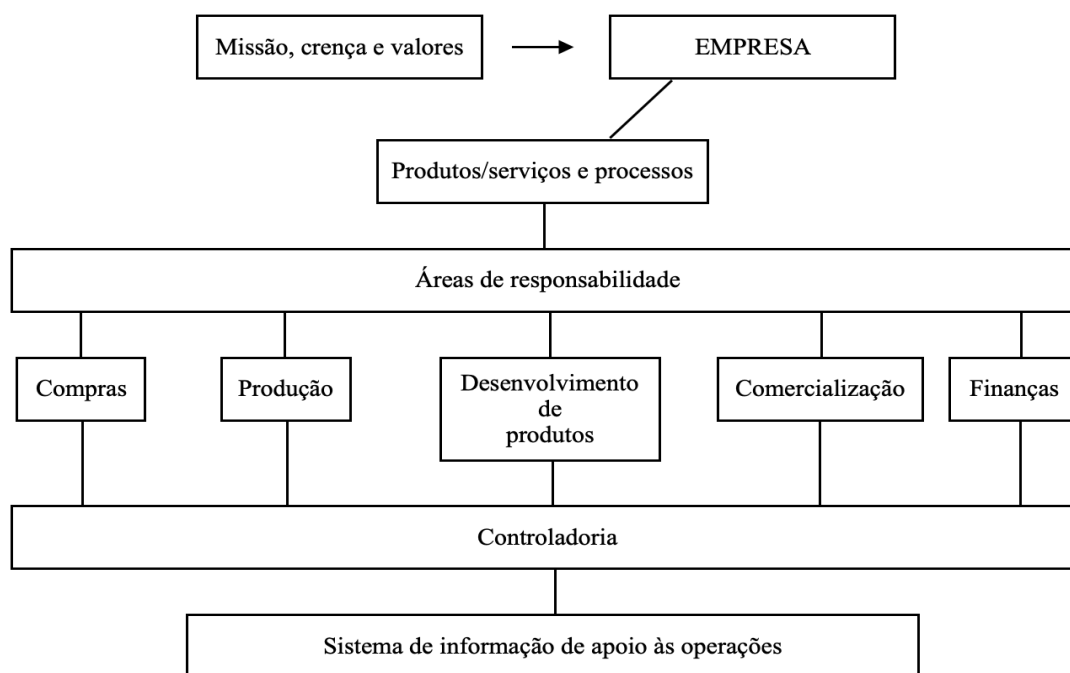 Missão, crença e valores
EMPRESA
Produtos/serviços e processos
Áreas de responsabilidade
Compras
Produção
Desenvolvimento
de
produtos
Comercialização
Finanças
Controladoria
Sistema de informação de apoio às operações